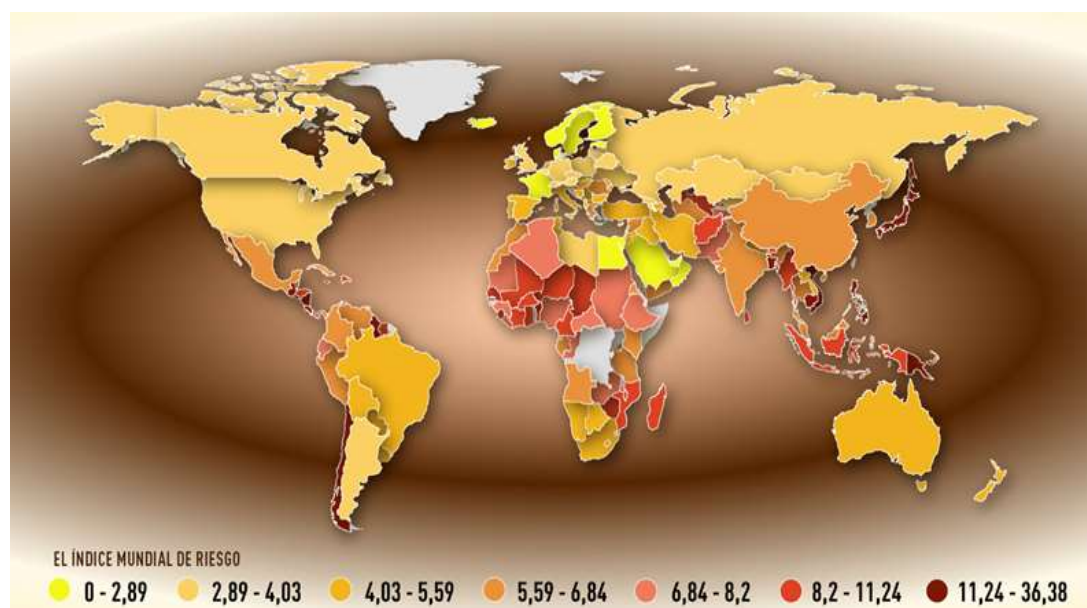 EL ÍNDICE MUNDIAL DE RIESGO
0 - 2,89 2,89 - 4,03 4,03 - 5,59 5,59 - 6,84 6,84 - 8,2 8,2 - 11,24 11,24 - 36,38